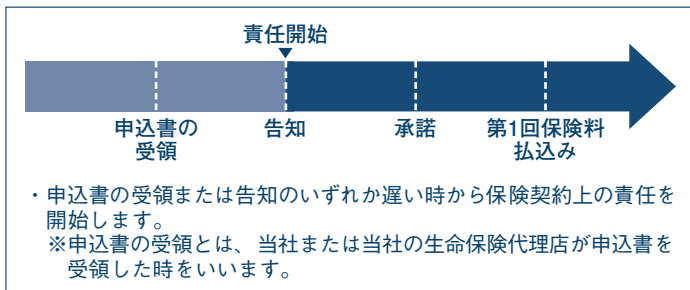 責任開始
申込書の
受領
告知
承諾
第1回保険料
払込み
・申込書の受領または告知のいずれか遅い時から保険契約上の責任を
開始します。
※申込書の受領とは、当社または当社の生命保険代理店が申込書を
受領した時をいいます。